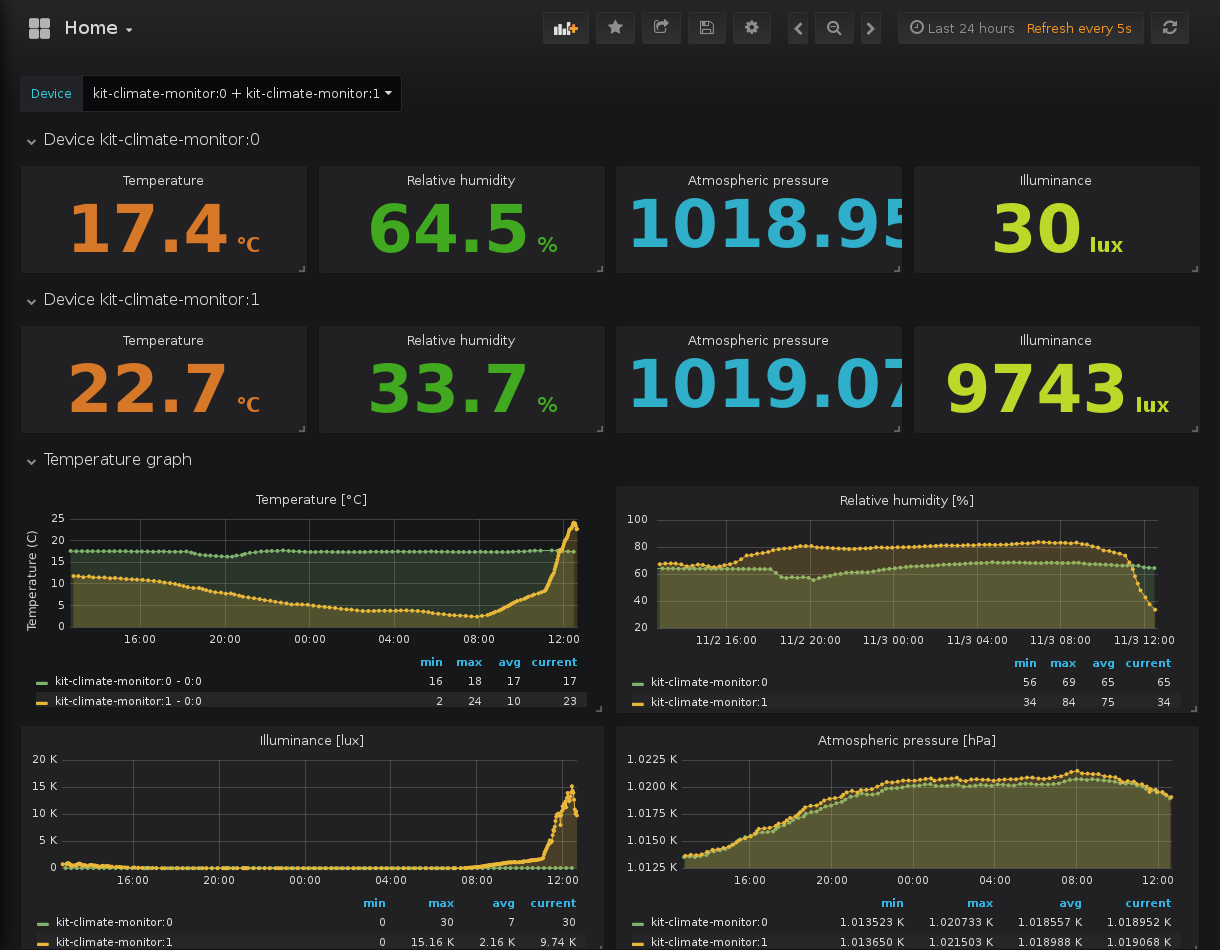 Home
Last 24 hours Refresh every 5s
Device kit-climate-monitor:0 + kit-climate-monitor:1
Device kit-climate-monitor:0
Temperature Relative humidity Atmospheric pressure Illuminance
17.4 °C 64.5 % 1018.95 30 lux
Device kit-climate-monitor:1
Temperature Relative humidity Atmospheric pressure Illuminance
22.7 °C 33.7 % 1019.07 9743 lux
Temperature graph
Temperature [°C]
Temperature (C)
25
20
15
10
5
0
16:00 20:00 00:00 04:00 08:00 12:00
min max avg current
kit-climate-monitor:0 - 0:0 16 18 17 17
kit-climate-monitor:1 - 0:0 2 24 10 23
Relative humidity [%]
100
80
60
40
20
11/2 16:00 11/2 20:00 11/3 00:00 11/3 04:00 11/3 08:00 11/3 12:00
min max avg current
kit-climate-monitor:0 56 69 65 65
kit-climate-monitor:1 34 84 75 34
Illuminance [lux]
20 K
15 K
10 K
5 K
0
16:00 20:00 00:00 04:00 08:00 12:00
min max avg current
kit-climate-monitor:0 0 30 7 30
kit-climate-monitor:1 0 15.16 K 2.16 K 9.74 K
Atmospheric pressure [hPa]
1.0225 K
1.0200 K
1.0175 K
1.0150 K
1.0125 K
16:00 20:00 00:00 04:00 08:00 12:00
min max avg current
kit-climate-monitor:0 1.013523 K 1.020733 K 1.018557 K 1.018952 K
kit-climate-monitor:1 1.013650 K 1.021503 K 1.018988 K 1.019068 K